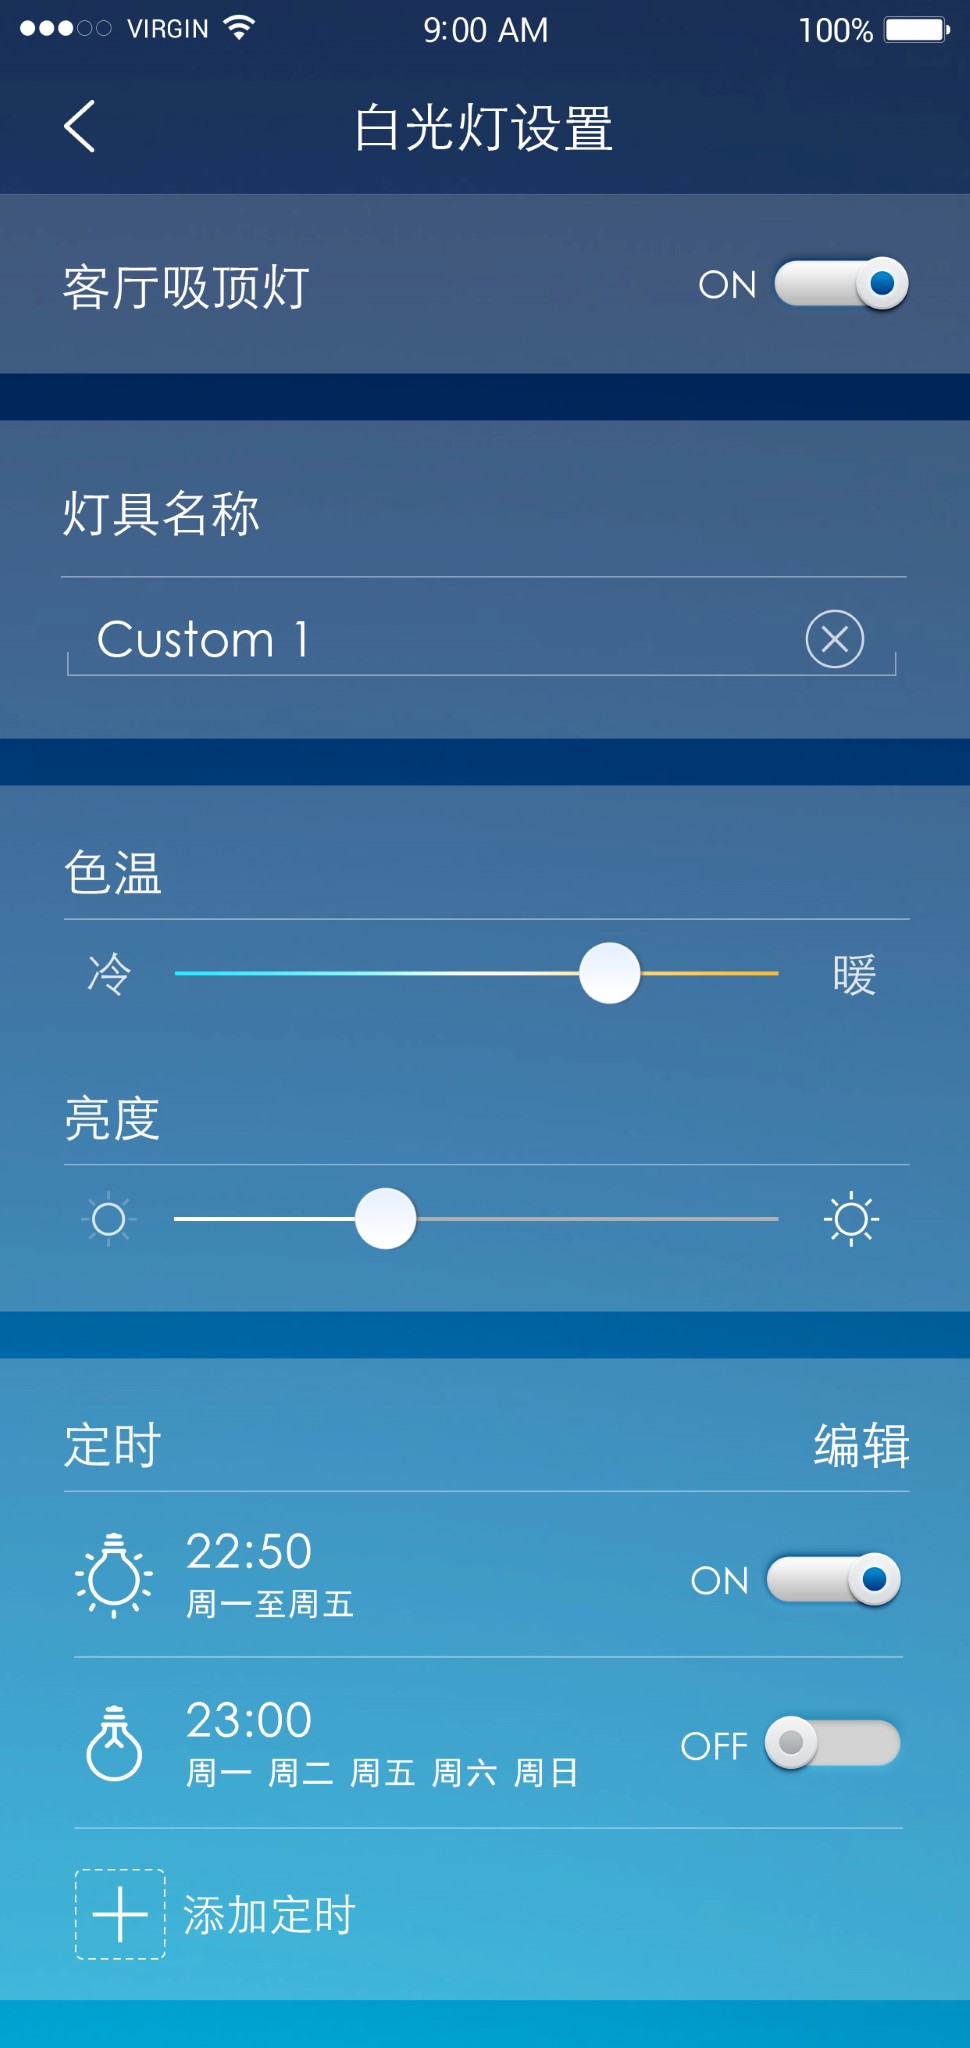 VIRGIN 9:00 AM 100%
白光灯设置
客厅吸顶灯 ON
灯具名称
Custom 1
色温
冷 暖
亮度
定时 编辑
22:50 ON
周一至周五
23:00 OFF
周一 周二 周五 周六 周日
添加定时